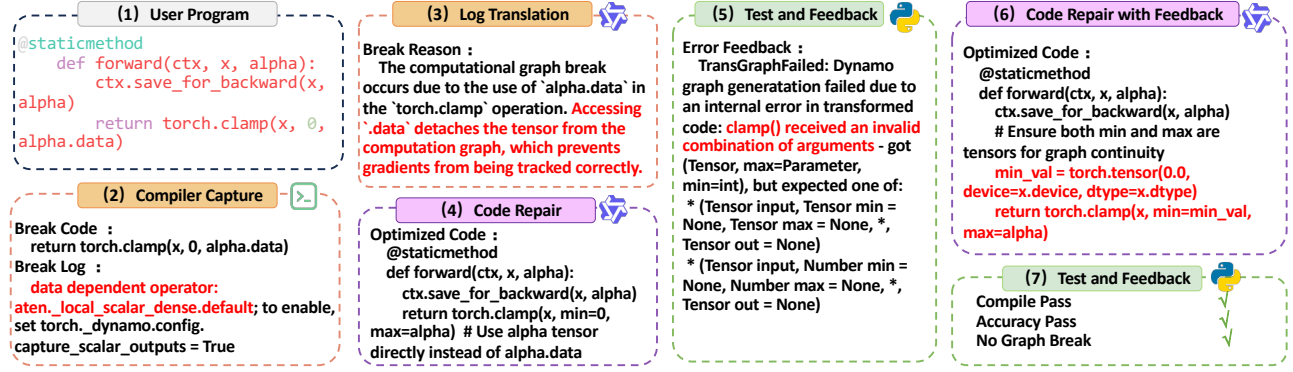 (1) User Program
@staticmethod
def forward(ctx, x, alpha):
ctx.save_for_backward(x,
alpha)
return torch.clamp(x, 0,
alpha.data)
(2) Compiler Capture
Break Code :
return torch.clamp(x, 0, alpha.data)
Break Log :
data dependent operator:
aten._local_scalar_dense.default; to enable,
set torch._dynamo.config.
capture_scalar_outputs = True
(3) Log Translation
Break Reason :
The computational graph break
occurs due to the use of `alpha.data` in
the `torch.clamp` operation. Accessing
`.data` detaches the tensor from the
computation graph, which prevents
gradients from being tracked correctly.
(4) Code Repair
Optimized Code :
@staticmethod
def forward(ctx, x, alpha):
ctx.save_for_backward(x, alpha)
return torch.clamp(x, min=0,
max=alpha) # Use alpha tensor
directly instead of alpha.data
(5) Test and Feedback
Error Feedback :
TransGraphFailed: Dynamo
graph generatation failed due to
an internal error in transformed
code: clamp() received an invalid
combination of arguments - got
(Tensor, max=Parameter,
min=int), but expected one of:
* (Tensor input, Tensor min =
None, Tensor max = None, *,
Tensor out = None)
* (Tensor input, Number min =
None, Number max = None, *,
Tensor out = None)
(6) Code Repair with Feedback
Optimized Code :
@staticmethod
def forward(ctx, x, alpha):
ctx.save_for_backward(x, alpha)
# Ensure both min and max are
tensors for graph continuity
min_val = torch.tensor(0.0,
device=x.device, dtype=x.dtype)
return torch.clamp(x, min=min_val,
max=alpha)
(7) Test and Feedback
Compile Pass √
Accuracy Pass √
No Graph Break √